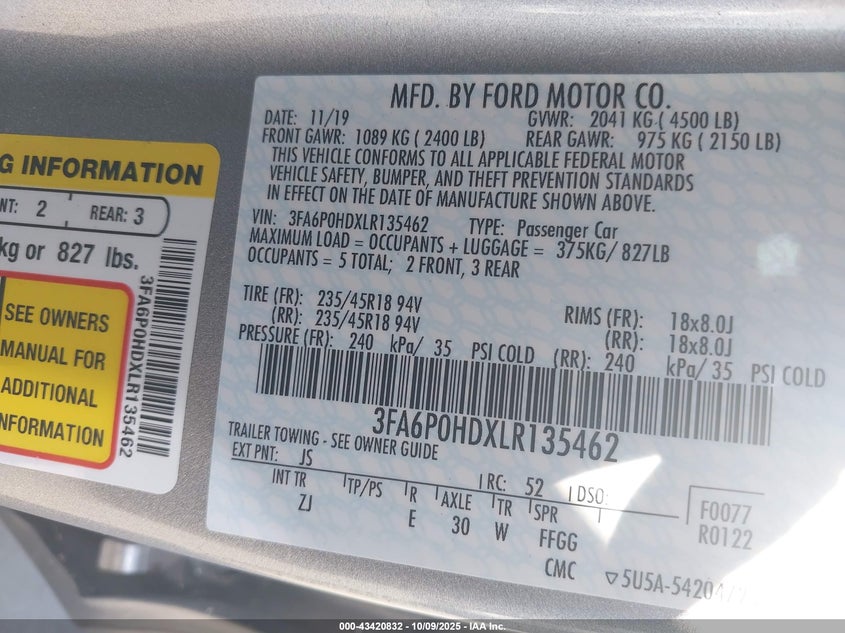 G INFORMATION
NT: 2 REAR: 3
kg or 827 lbs.
SEE OWNERS
MANUAL FOR
ADDITIONAL
NFORMATION
3FA6P0HDXLR135462
MFD. BY FORD MOTOR CO.
DATE: 11/19 GVWR: 2041 KG ( 4500 LB)
FRONT GAWR: 1089 KG ( 2400 LB) REAR GAWR: 975 KG ( 2150 LB)
THIS VEHICLE CONFORMS TO ALL APPLICABLE FEDERAL MOTOR
VEHICLE SAFETY, BUMPER, AND THEFT PREVENTION STANDARDS
IN EFFECT ON THE DATE OF MANUFACTURE SHOWN ABOVE.
VIN: 3FA6P0HDXLR135462 TYPE: Passenger Car
MAXIMUM LOAD = OCCUPANTS + LUGGAGE = 375KG/ 827LB
OCCUPANTS = 5 TOTAL; 2 FRONT, 3 REAR
TIRE (FR): 235/45R18 94V RIMS (FR): 18x8.0J
(RR): 235/45R18 94V (RR): 18x8.0J
PRESSURE (FR): 240 kPa/ 35 PSI COLD (RR): 240 kPa/ 35 PSI COLD
3FA6P0HDXLR135462
TRAILER TOWING - SEE OWNER GUIDE
EXT PNT: JS RC: 52 DSO:
INT TR TP/PS R AXLE TR SPR
ZJ E 30 W FFGG
CMC
F0077
R0122
▽5U5A-54204
000-43420832 - 10/09/2025 - IAA Inc.